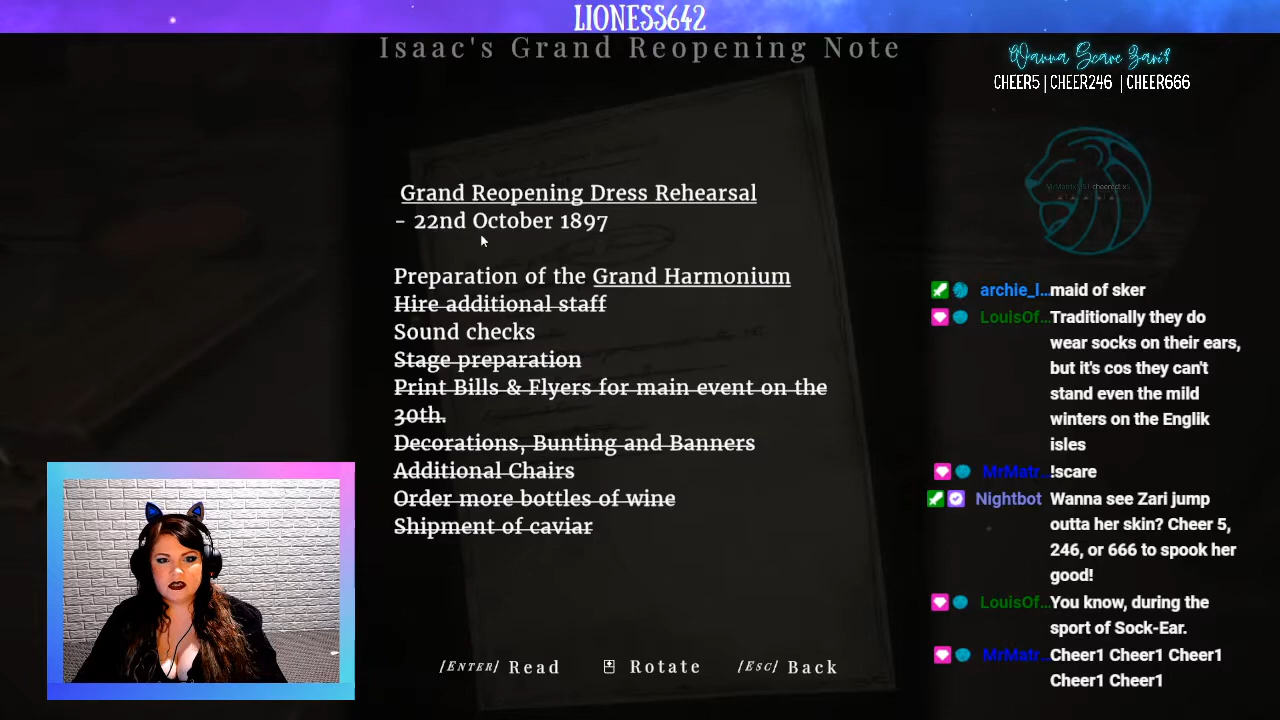 LIONESS642
Isaac's Grand Reopening Note
Wanna Scare Zari?
CHEER5 | CHEER246 | CHEER666
Grand Reopening Dress Rehearsal
- 22nd October 1897
Preparation of the Grand Harmonium
Hire additional staff
Sound checks
Stage preparation
Print Bills & Flyers for main event on the
30th.
Decorations, Bunting and Banners
Additional Chairs
Order more bottles of wine
Shipment of caviar
[ENTER] Read
Rotate
[ESC] Back
archie_l... maid of sker
LouisOf... Traditionally they do
wear socks on their ears,
but it's cos they can't
stand even the mild
winters on the Englik
isles
MrMatr... !scare
Nightbot Wanna see Zari jump
outta her skin? Cheer 5,
246, or 666 to spook her
good!
LouisOf... You know, during the
sport of Sock-Ear.
MrMatr... Cheer1 Cheer1 Cheer1
Cheer1 Cheer1